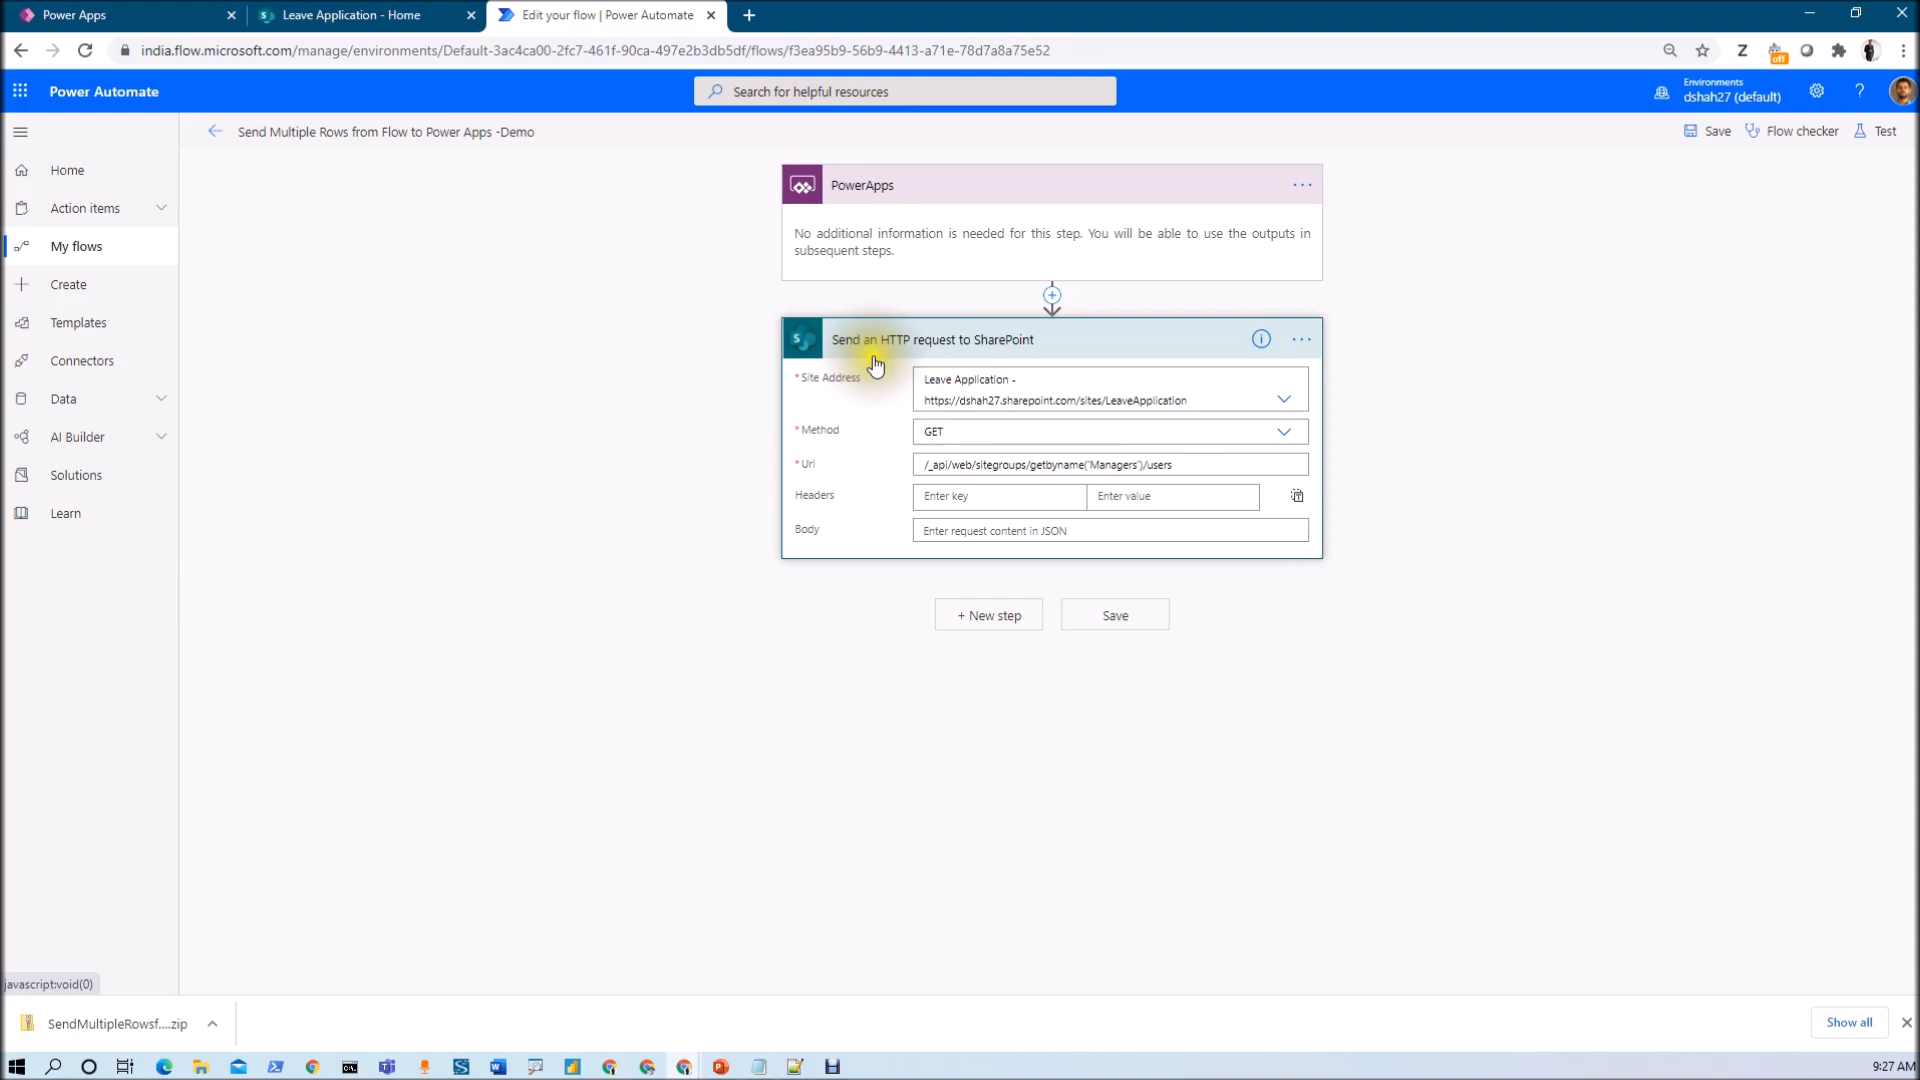 Power Apps
Leave Application - Home
Edit your flow | Power Automate
india.flow.microsoft.com/manage/environments/Default-3ac4ca00-2fc7-461f-90ca-497e2b3db5df/flows/f3ea95b9-56b9-4413-a71e-78d7a8a75e52
Z
off
Power Automate
Search for helpful resources
Environments
dshah27 (default)
?
Send Multiple Rows from Flow to Power Apps -Demo
Save
Flow checker
Test
Home
Action items
My flows
Create
Templates
Connectors
Data
AI Builder
Solutions
Learn
PowerApps
No additional information is needed for this step. You will be able to use the outputs in
subsequent steps.
Send an HTTP request to SharePoint
* Site Address
Leave Application -
https://dshah27.sharepoint.com/sites/LeaveApplication
* Method
GET
* Uri
/_api/web/sitegroups/getbyname('Managers')/users
Headers
Enter key
Enter value
Body
Enter request content in JSON
+ New step
Save
javascript:void(0)
SendMultipleRowsf....zip
Show all
9:27 AM